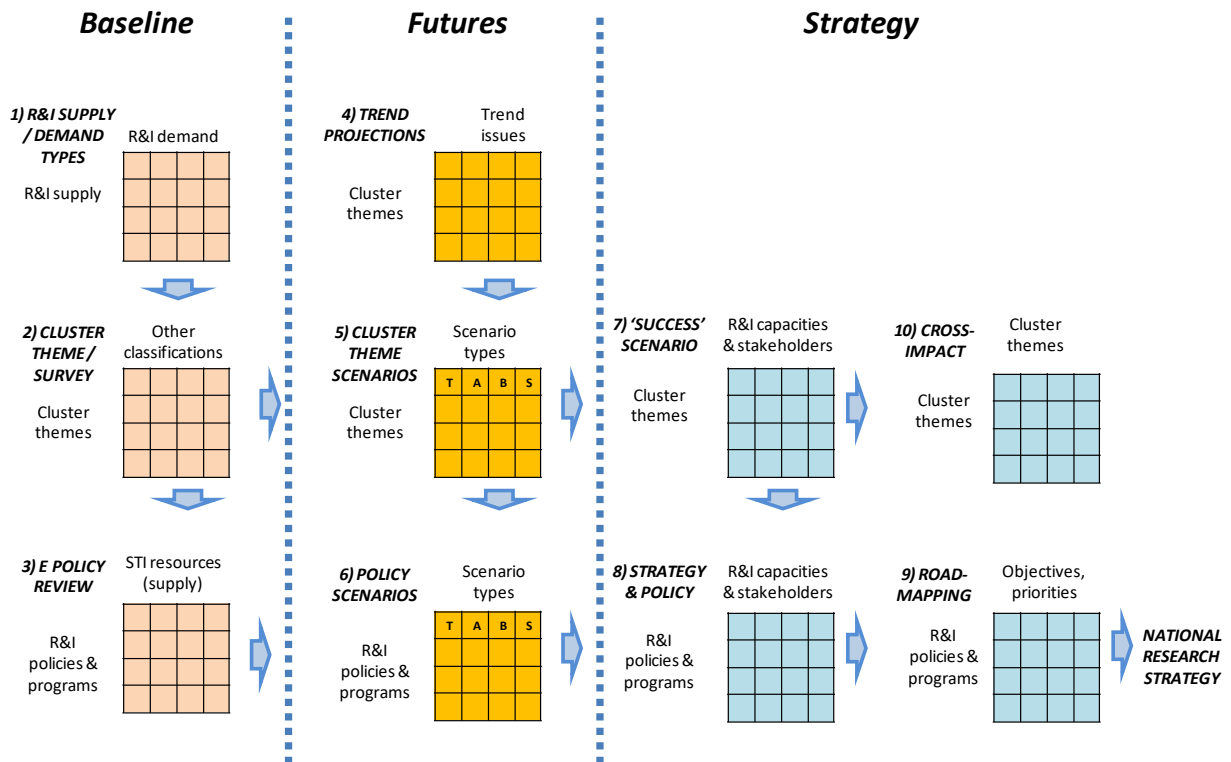 Baseline
Futures
Strategy
1) R&I SUPPLY
/ DEMAND
TYPES
R&I demand
R&I supply
4) TREND
PROJECTIONS
Trend
issues
Cluster
themes
2) CLUSTER
THEME /
SURVEY
Other
classifications
Cluster
themes
5) CLUSTER
THEME
SCENARIOS
Scenario
types
T A B S
Cluster
themes
7) ‘SUCCESS’
SCENARIO
R&I capacities
& stakeholders
Cluster
themes
10) CROSS-
IMPACT
Cluster
themes
Cluster
themes
3) E POLICY
REVIEW
STI resources
(supply)
R&I
policies &
programs
6) POLICY
SCENARIOS
Scenario
types
T A B S
R&I
policies &
programs
8) STRATEGY
& POLICY
R&I capacities
& stakeholders
R&I
policies &
programs
9) ROAD-
MAPPING
Objectives,
priorities
R&I
policies &
programs
NATIONAL
RESEARCH
STRATEGY